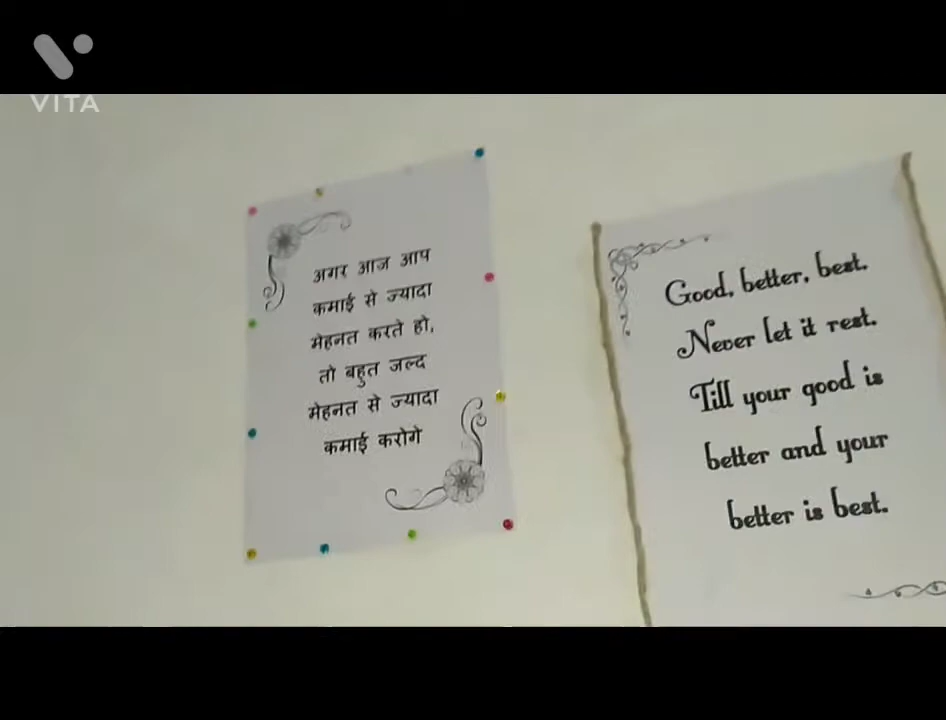 VITA
अगर आज आप
कमाई से ज्यादा
मेहनत करते हो,
तो बहुत जल्द
मेहनत से ज्यादा
कमाई करोगे
Good, better, best.
Never let it rest.
Till your good is
better and your
better is best.